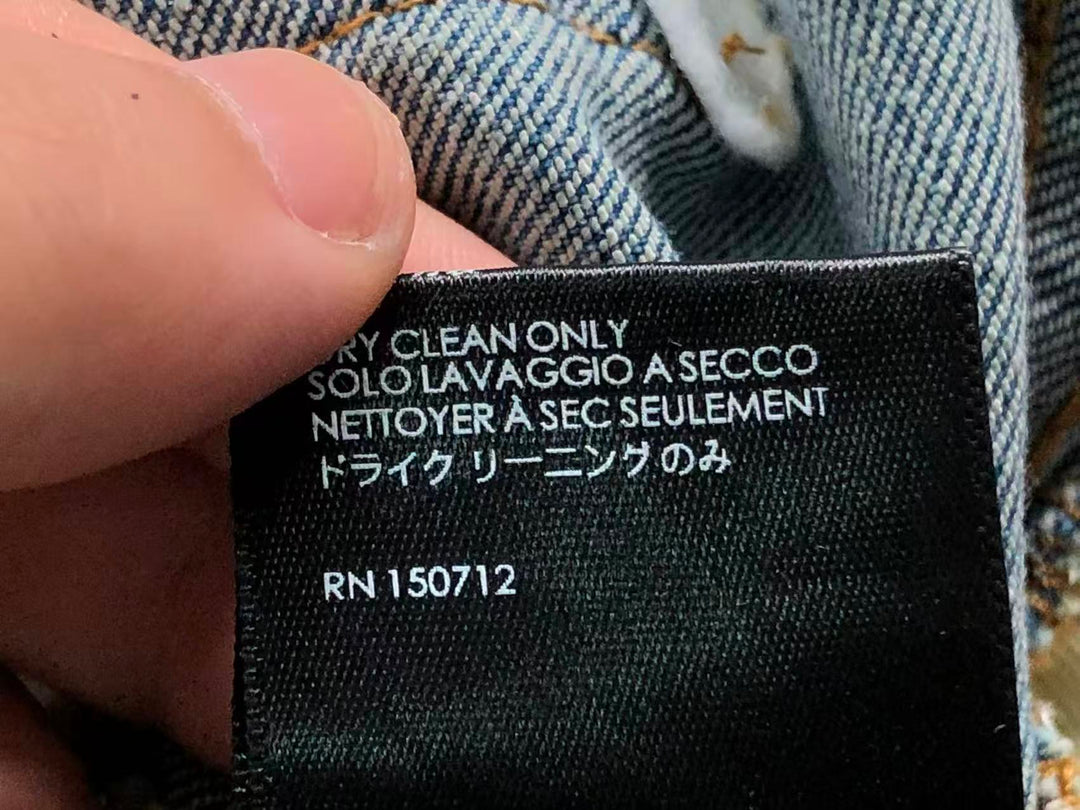 DRY CLEAN ONLY
SOLO LAVAGGIO A SECCO
NETTOYER À SEC SEULEMENT
ドライクリーニングのみ
RN 150712